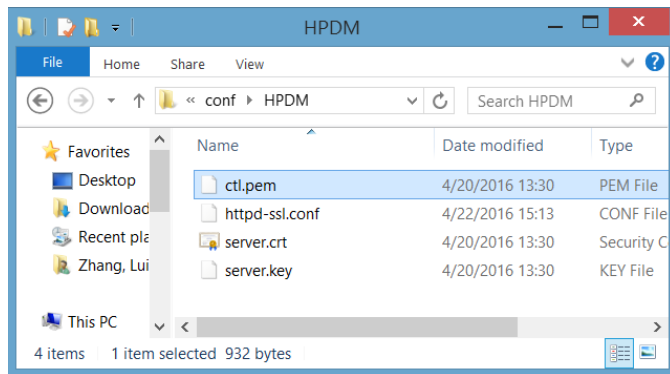 HPDM
File Home Share View
« conf HPDM Search HPDM
Favorites
Desktop
Download
Recent pla
Zhang, Lui
This PC
Name Date modified Type
ctl.pem 4/20/2016 13:30 PEM File
httpd-ssl.conf 4/22/2016 15:13 CONF File
server.crt 4/20/2016 13:30 Security C
server.key 4/20/2016 13:30 KEY File
4 items 1 item selected 932 bytes